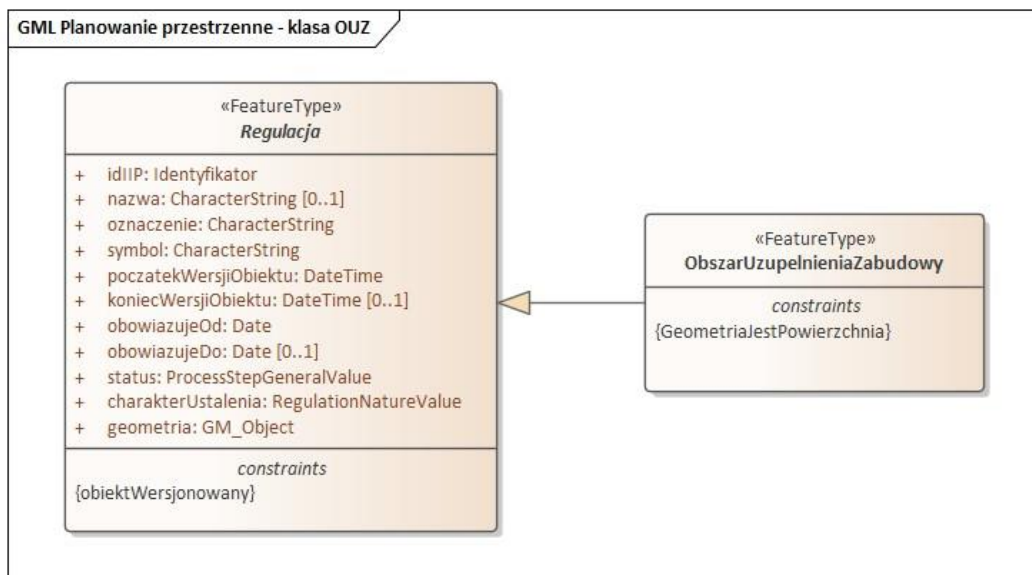 GML Planowanie przestrzenne - klasa OUZ
«FeatureType»
Regulacja
+ idIIP: Identyfikator
+ nazwa: CharacterString [0..1]
+ oznaczenie: CharacterString
+ symbol: CharacterString
+ poczatekWersjiObiektu: DateTime
+ koniecWersjiObiektu: DateTime [0..1]
+ obowiazujeOd: Date
+ obowiazujeDo: Date [0..1]
+ status: ProcessStepGeneralValue
+ charakterUstalenia: RegulationNatureValue
+ geometria: GM_Object
constraints
{obiektWersjonowany}
«FeatureType»
ObszarUzupelnieniaZabudowy
constraints
{GeometriaJestPowierzchnia}